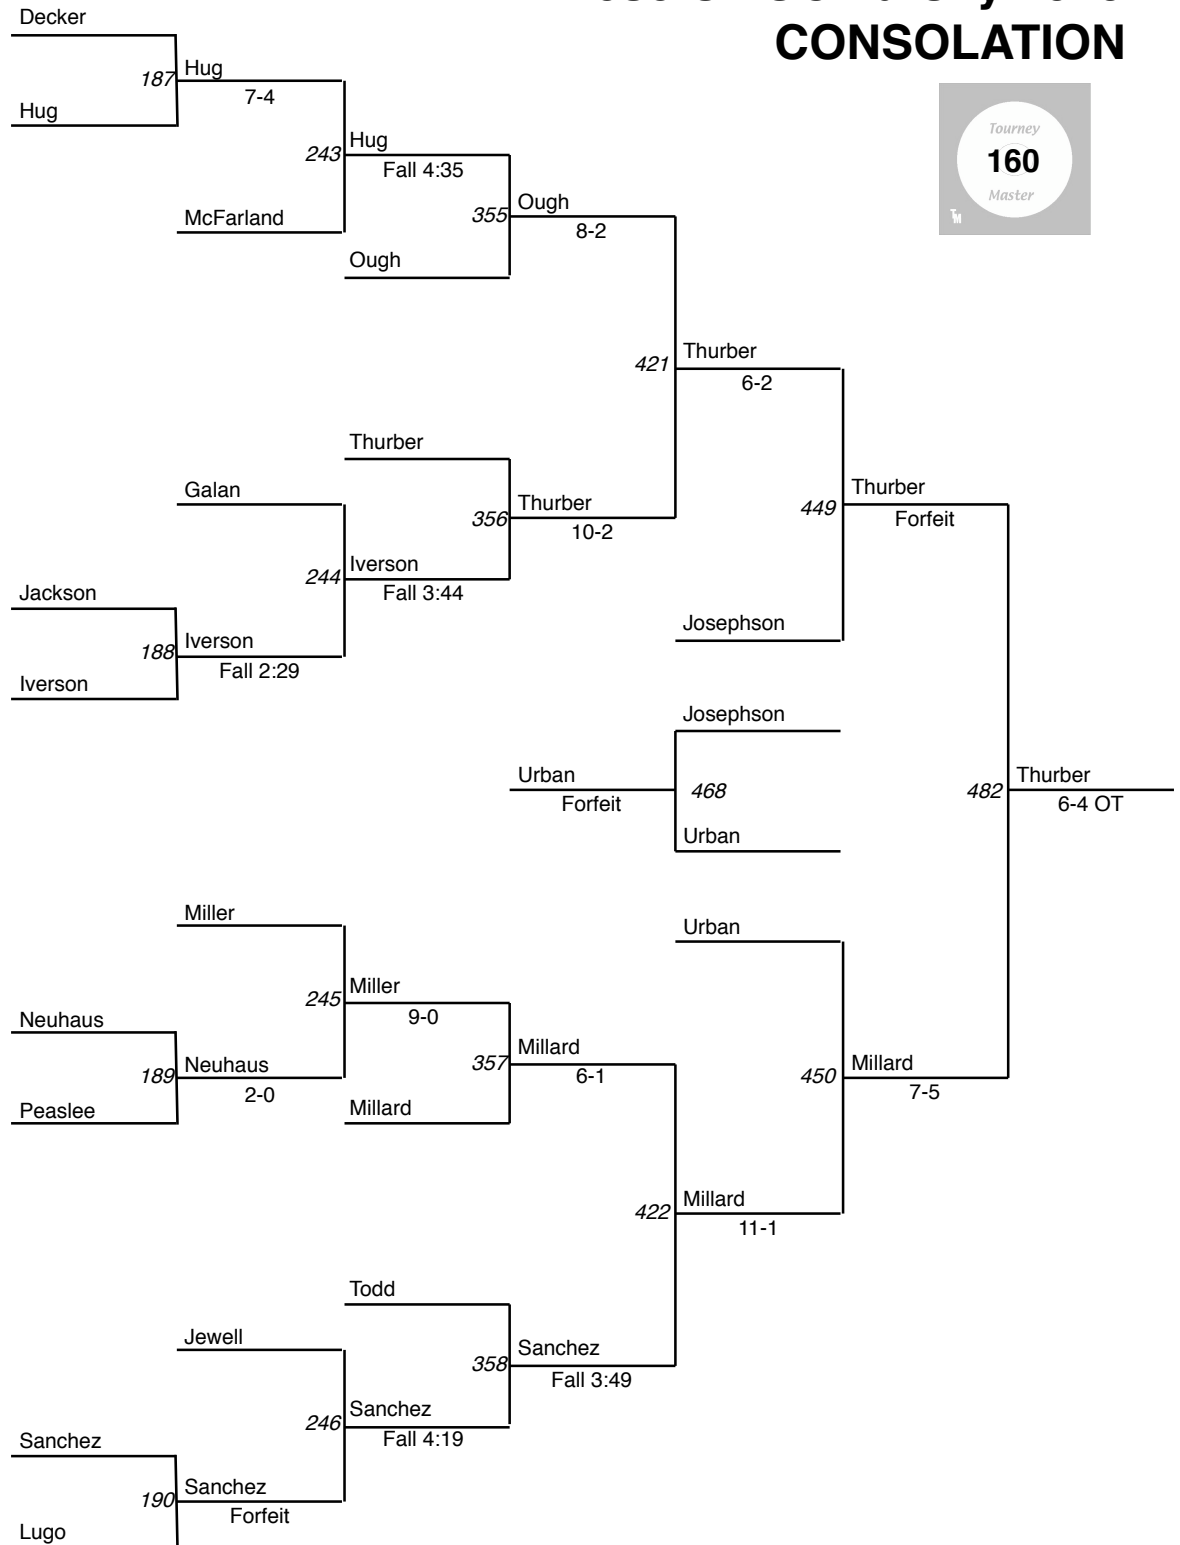 CONSOLATION
Tourney
160
Master
TM
Decker
187
Hug
7-4
Hug
243
Hug
Fall 4:35
McFarland
355
Ough
8-2
Ough
421
Thurber
6-2
Thurber
Galan
356
Thurber
10-2
449
Thurber
Forfeit
244
Iverson
Fall 3:44
Jackson
188
Iverson
Fall 2:29
Iverson
Josephson
Josephson
Urban
Forfeit
468
Urban
482
Thurber
6-4 OT
Miller
Urban
245
Miller
9-0
Neuhaus
189
Neuhaus
2-0
Peaslee
357
Millard
6-1
Millard
450
Millard
7-5
422
Millard
11-1
Todd
Jewell
358
Sanchez
Fall 3:49
246
Sanchez
Fall 4:19
Sanchez
190
Sanchez
Forfeit
Lugo